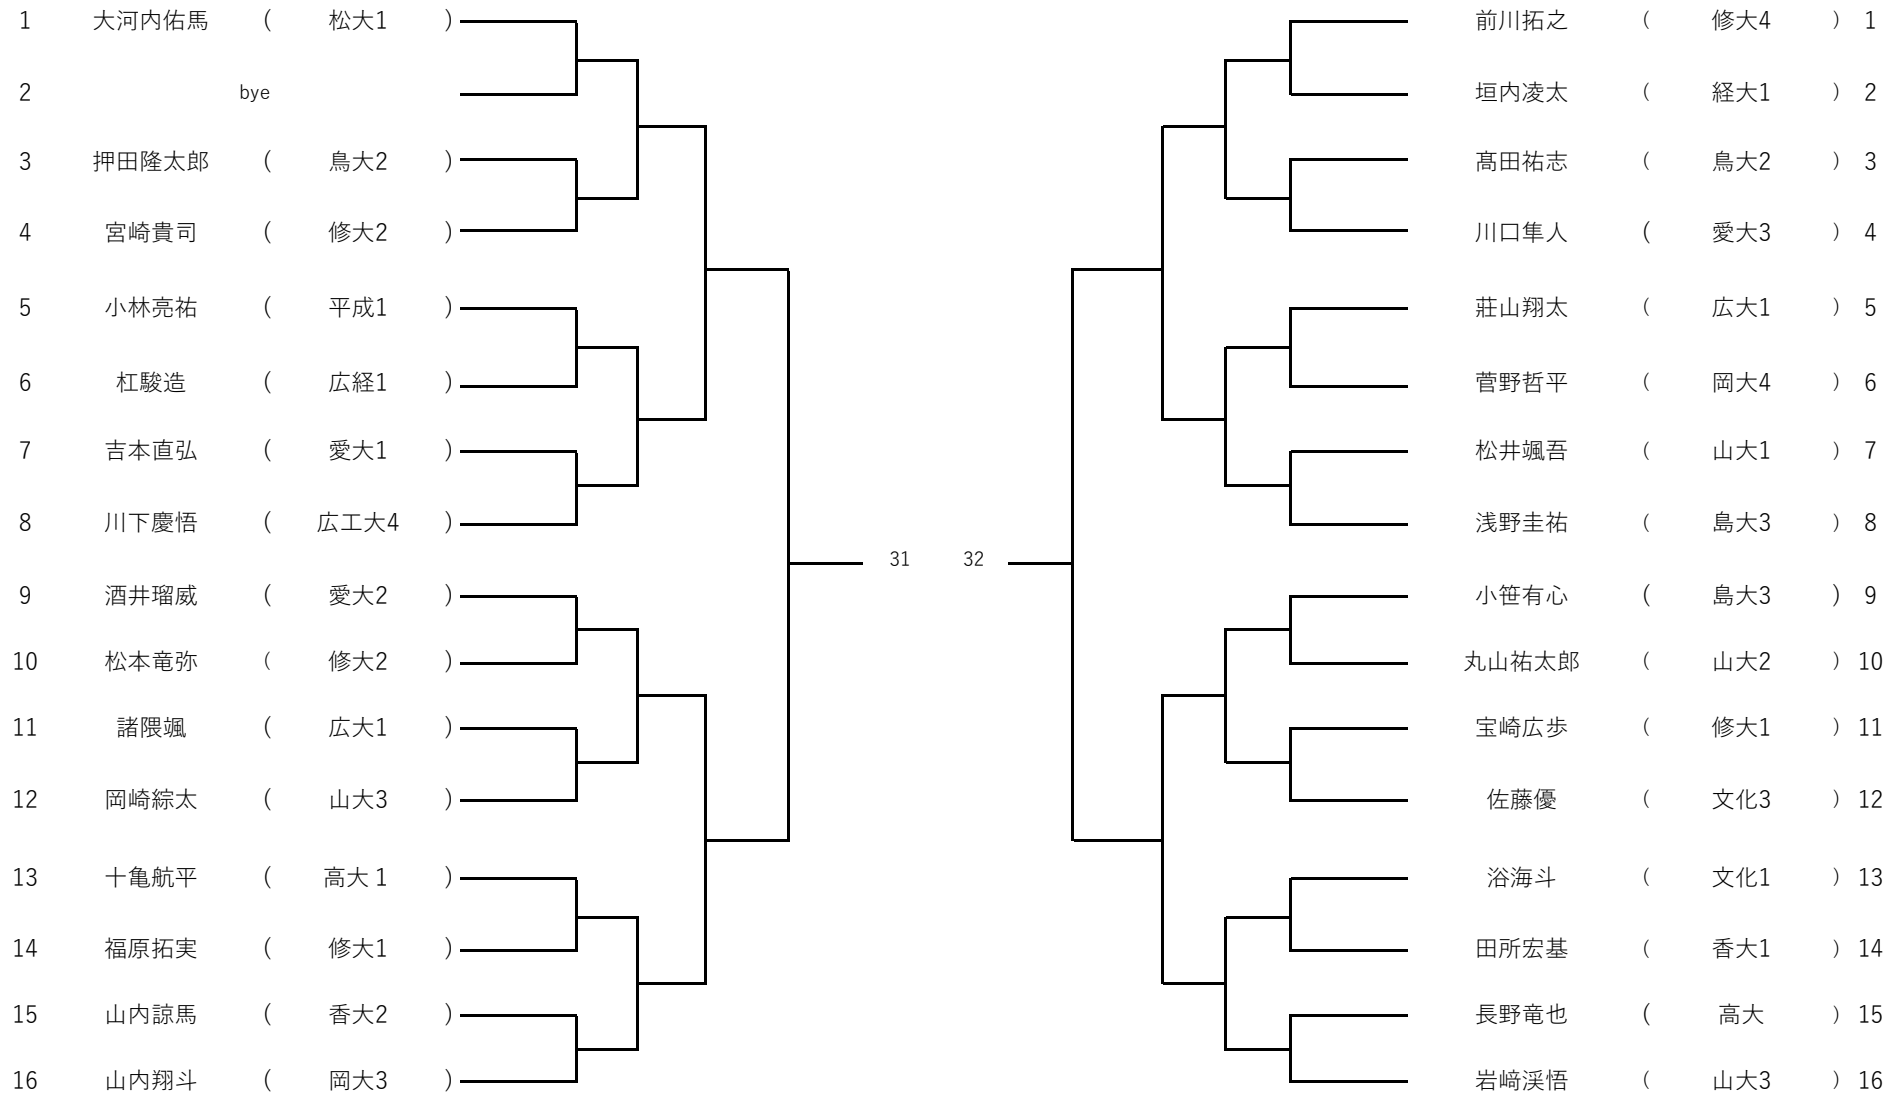 1 大河内佑馬 ( 松大1 )
2 bye
3 押田隆太郎 ( 鳥大2 )
4 宮崎貴司 ( 修大2 )
5 小林亮祐 ( 平成1 )
6 杠駿造 ( 広経1 )
7 吉本直弘 ( 愛大1 )
8 川下慶悟 ( 広工大4 )
9 酒井瑠威 ( 愛大2 )
10 松本竜弥 ( 修大2 )
11 諸隈颯 ( 広大1 )
12 岡崎綜太 ( 山大3 )
13 十亀航平 ( 高大 1 )
14 福原拓実 ( 修大1 )
15 山内諒馬 ( 香大2 )
16 山内翔斗 ( 岡大3 )
31 32
前川拓之 ( 修大4 ) 1
垣内凌太 ( 経大1 ) 2
髙田祐志 ( 鳥大2 ) 3
川口隼人 ( 愛大3 ) 4
莊山翔太 ( 広大1 ) 5
菅野哲平 ( 岡大4 ) 6
松井颯吾 ( 山大1 ) 7
浅野圭祐 ( 島大3 ) 8
小笹有心 ( 島大3 ) 9
丸山祐太郎 ( 山大2 ) 10
宝崎広歩 ( 修大1 ) 11
佐藤優 ( 文化3 ) 12
浴海斗 ( 文化1 ) 13
田所宏基 ( 香大1 ) 14
長野竜也 ( 高大 ) 15
岩﨑渓悟 ( 山大3 ) 16